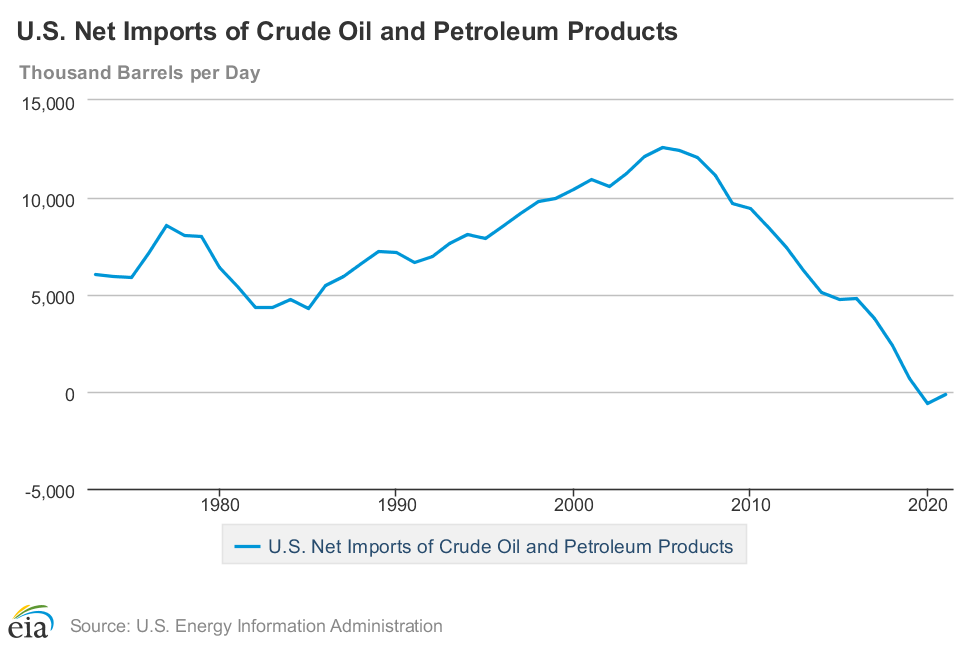 U.S. Net Imports of Crude Oil and Petroleum Products
Thousand Barrels per Day
15,000
10,000
5,000
0
-5,000
1980 1990 2000 2010 2020
U.S. Net Imports of Crude Oil and Petroleum Products
eia Source: U.S. Energy Information Administration